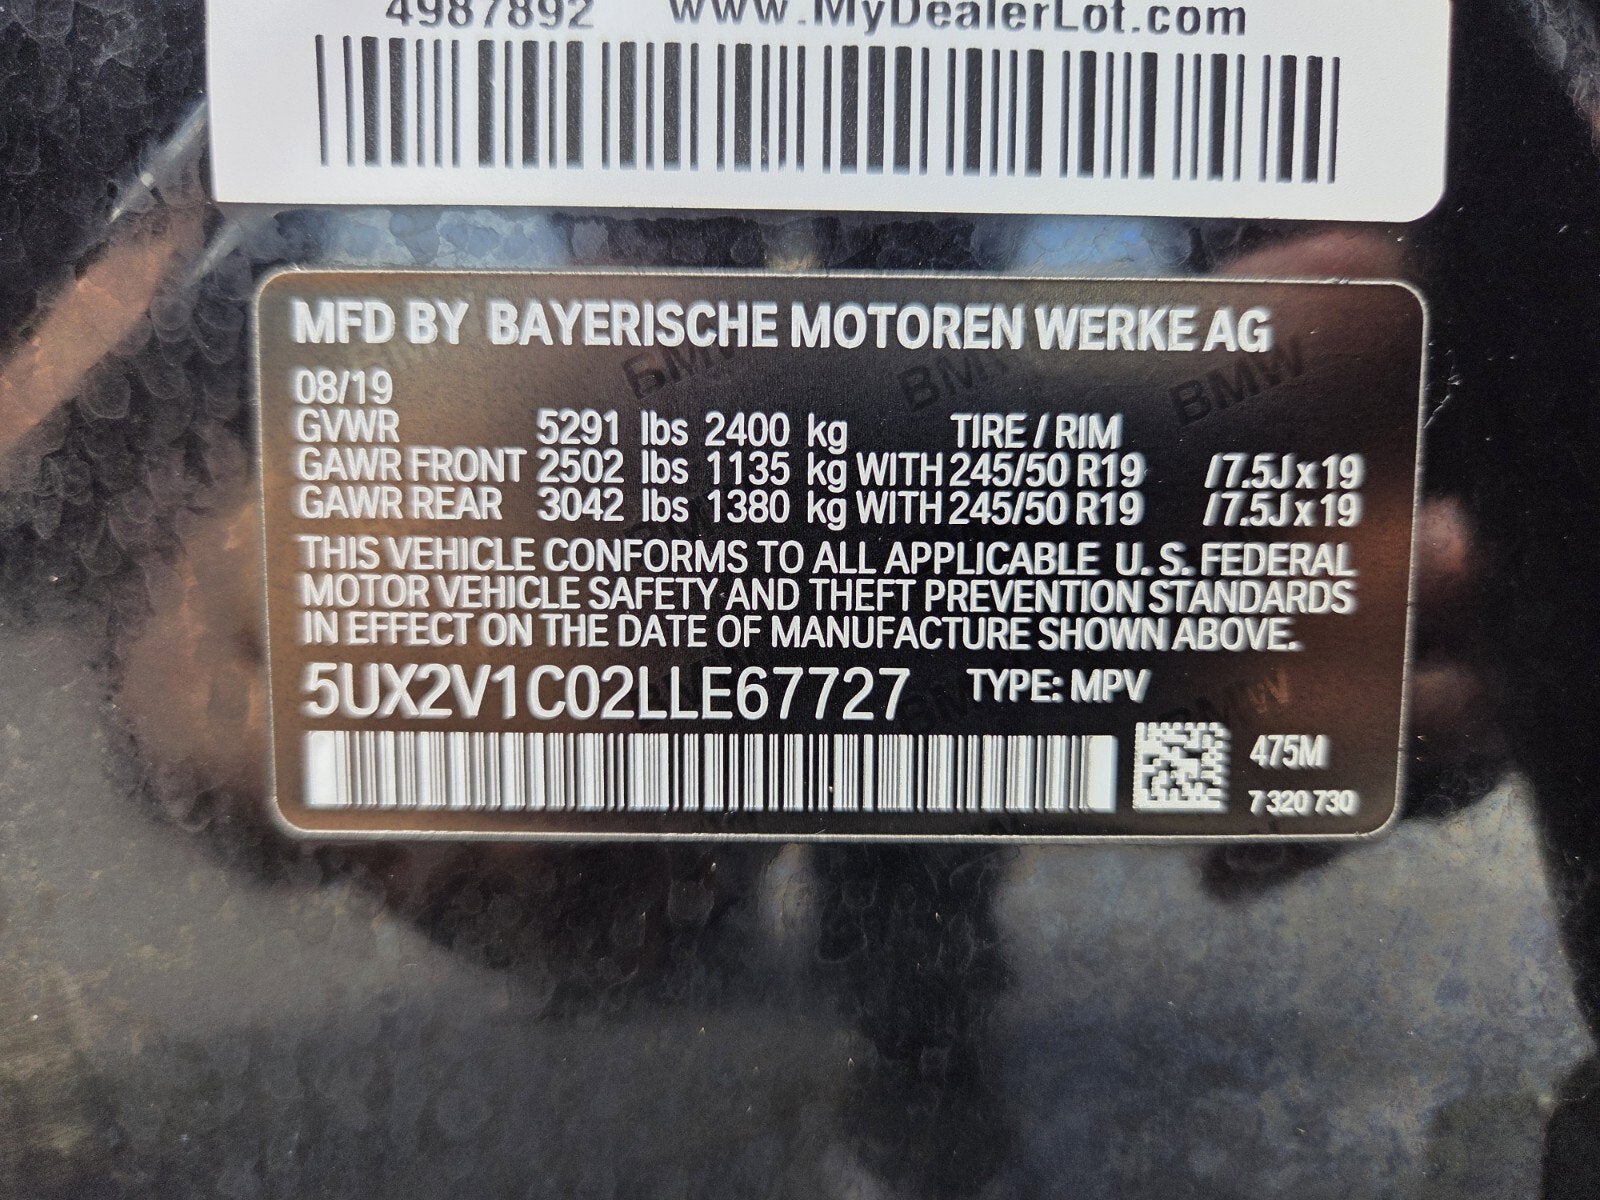 4987892 www.MyDealerLot.com
MFD BY BAYERISCHE MOTOREN WERKE AG
08/19
GVWR 5291 lbs 2400 kg TIRE / RIM
GAWR FRONT 2502 lbs 1135 kg WITH 245/50 R19 /7.5J x 19
GAWR REAR 3042 lbs 1380 kg WITH 245/50 R19 /7.5J x 19
THIS VEHICLE CONFORMS TO ALL APPLICABLE U. S. FEDERAL
MOTOR VEHICLE SAFETY AND THEFT PREVENTION STANDARDS
IN EFFECT ON THE DATE OF MANUFACTURE SHOWN ABOVE.
5UX2V1C02LLE67727 TYPE: MPV
475M
7 320 730